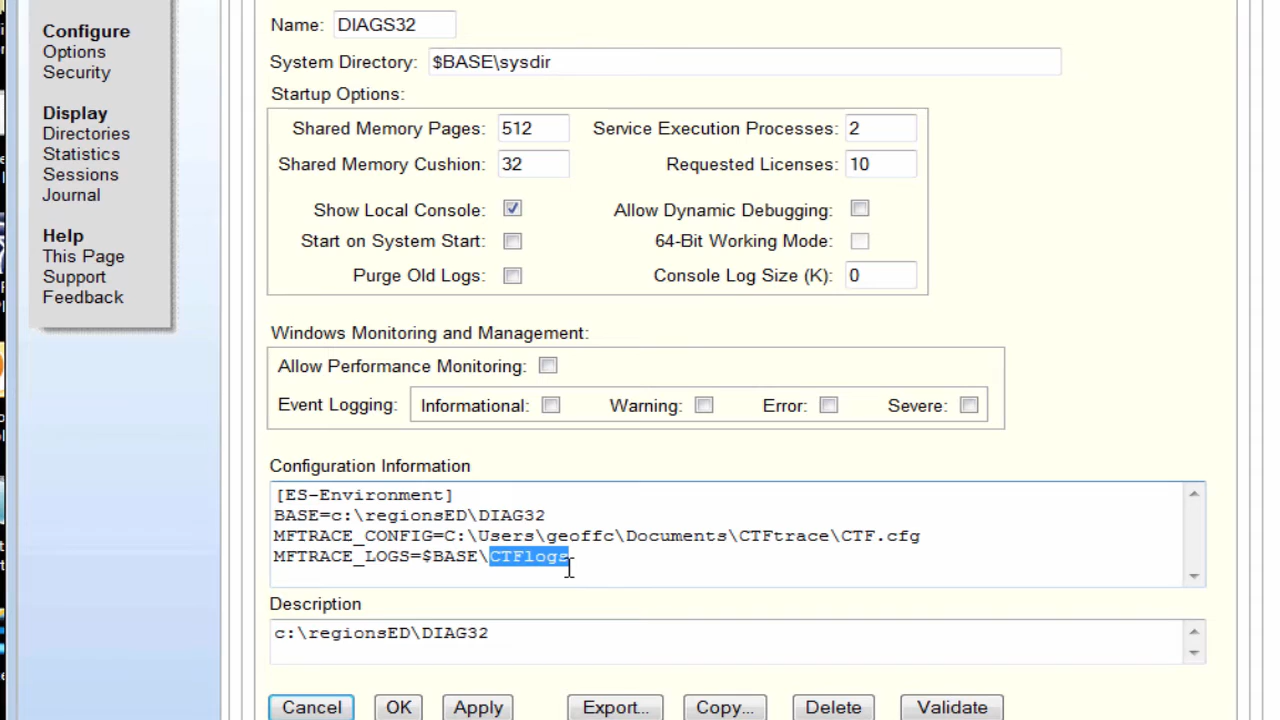 Configure
Options
Security
Display
Directories
Statistics
Sessions
Journal
Help
This Page
Support
Feedback
Name: DIAGS32
System Directory: $BASE\sysdir
Startup Options:
Shared Memory Pages: 512 Service Execution Processes: 2
Shared Memory Cushion: 32 Requested Licenses: 10
Show Local Console: Allow Dynamic Debugging:
Start on System Start: 64-Bit Working Mode:
Purge Old Logs: Console Log Size (K): 0
Windows Monitoring and Management:
Allow Performance Monitoring:
Event Logging: Informational: Warning: Error: Severe:
Configuration Information
[ES-Environment]
BASE=c:\regionsED\DIAG32
MFTRACE_CONFIG=C:\Users\geoffc\Documents\CTFtrace\CTF.cfg
MFTRACE_LOGS=$BASE\CTFlogs
Description
c:\regionsED\DIAG32
Cancel OK Apply Export... Copy... Delete Validate